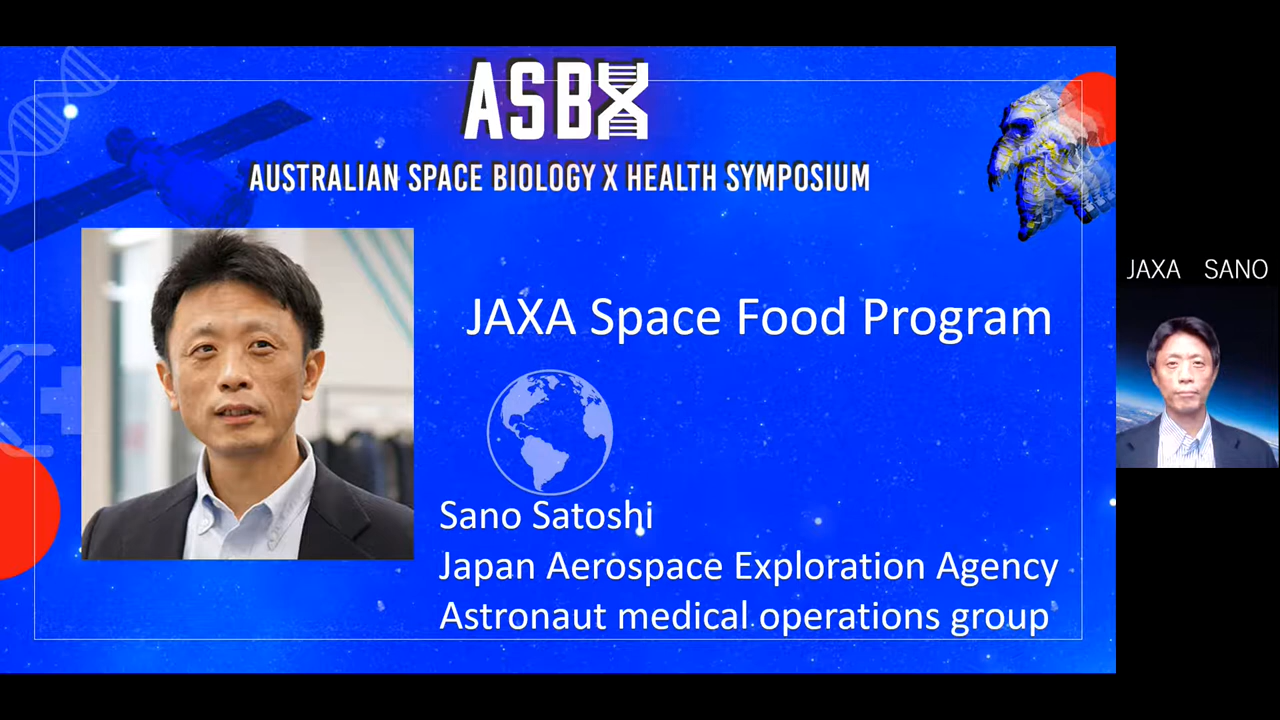 ASBX
AUSTRALIAN SPACE BIOLOGY X HEALTH SYMPOSIUM
JAXA Space Food Program
Sano Satoshi
Japan Aerospace Exploration Agency
Astronaut medical operations group
JAXA SANO